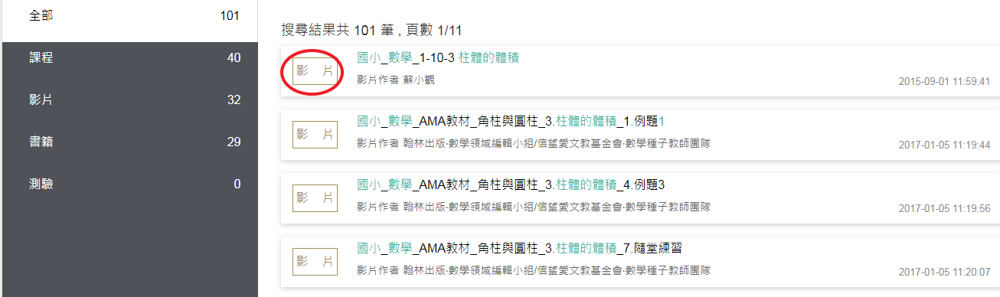 全部 101
課程 40
影片 32
書籍 29
測驗 0
搜尋結果共 101 筆 , 頁數 1/11
影 片
國小_數學_1-10-3 柱體的體積
影片作者 蘇小觀
2015-09-01 11:59:41
影 片
國小_數學_AMA教材_角柱與圓柱_3.柱體的體積_1.例題1
影片作者 翰林出版‧數學領域編輯小組/信望愛文教基金會‧數學種子教師團隊
2017-01-05 11:19:44
影 片
國小_數學_AMA教材_角柱與圓柱_3.柱體的體積_4.例題3
影片作者 翰林出版‧數學領域編輯小組/信望愛文教基金會‧數學種子教師團隊
2017-01-05 11:19:56
影 片
國小_數學_AMA教材_角柱與圓柱_3.柱體的體積_7.隨堂練習
影片作者 翰林出版‧數學領域編輯小組/信望愛文教基金會‧數學種子教師團隊
2017-01-05 11:20:07